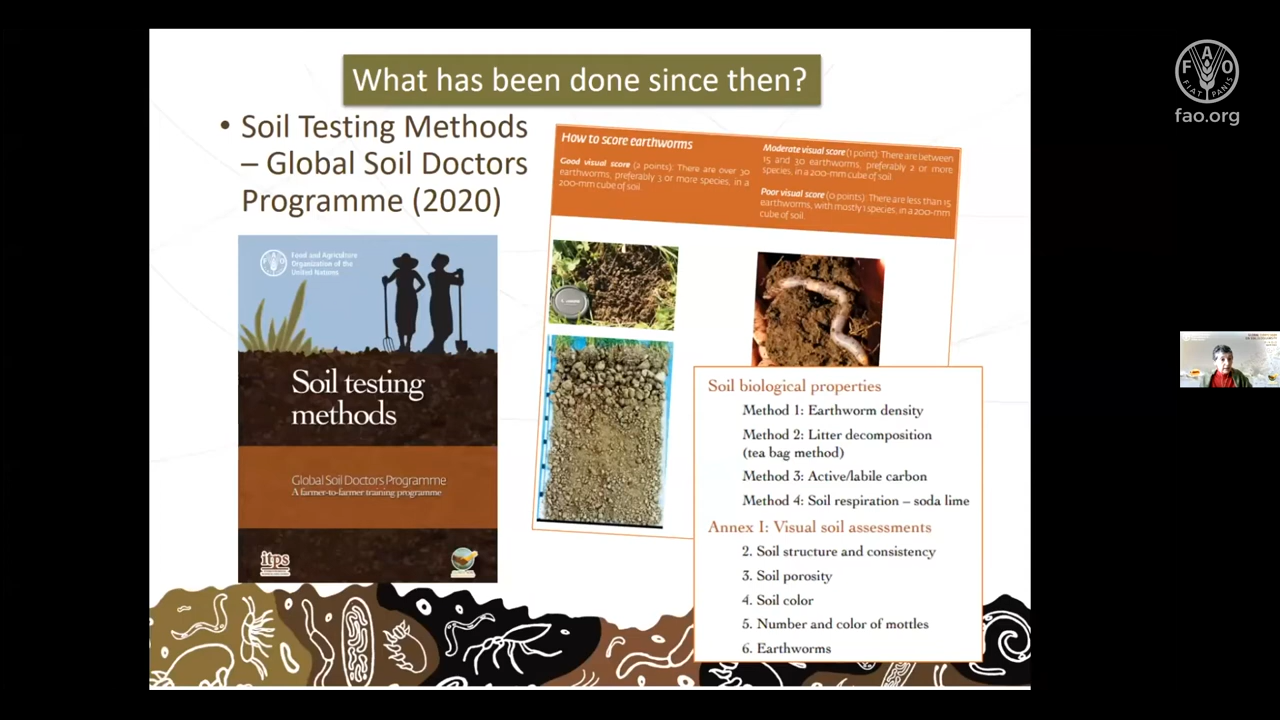 What has been done since then?
• Soil Testing Methods
– Global Soil Doctors
Programme (2020)
Food and Agriculture
Organization of the
United Nations
Soil testing
methods
Global Soil Doctors Programme
A farmer-to-farmer training programme
itps
How to score earthworms
Good visual score (2 points): There are over 30
earthworms, preferably 3 or more species, in a
200-mm cube of soil.
Moderate visual score (1 point): There are between
15 and 30 earthworms, preferably 2 or more
species, in a 200-mm cube of soil.
Poor visual score (0 points): There are less than 15
earthworms, with mostly 1 species, in a 200-mm
cube of soil.
Soil biological properties
Method 1: Earthworm density
Method 2: Litter decomposition
(tea bag method)
Method 3: Active/labile carbon
Method 4: Soil respiration – soda lime
Annex I: Visual soil assessments
2. Soil structure and consistency
3. Soil porosity
4. Soil color
5. Number and color of mottles
6. Earthworms
F A O
FIAT PANIS
fao.org